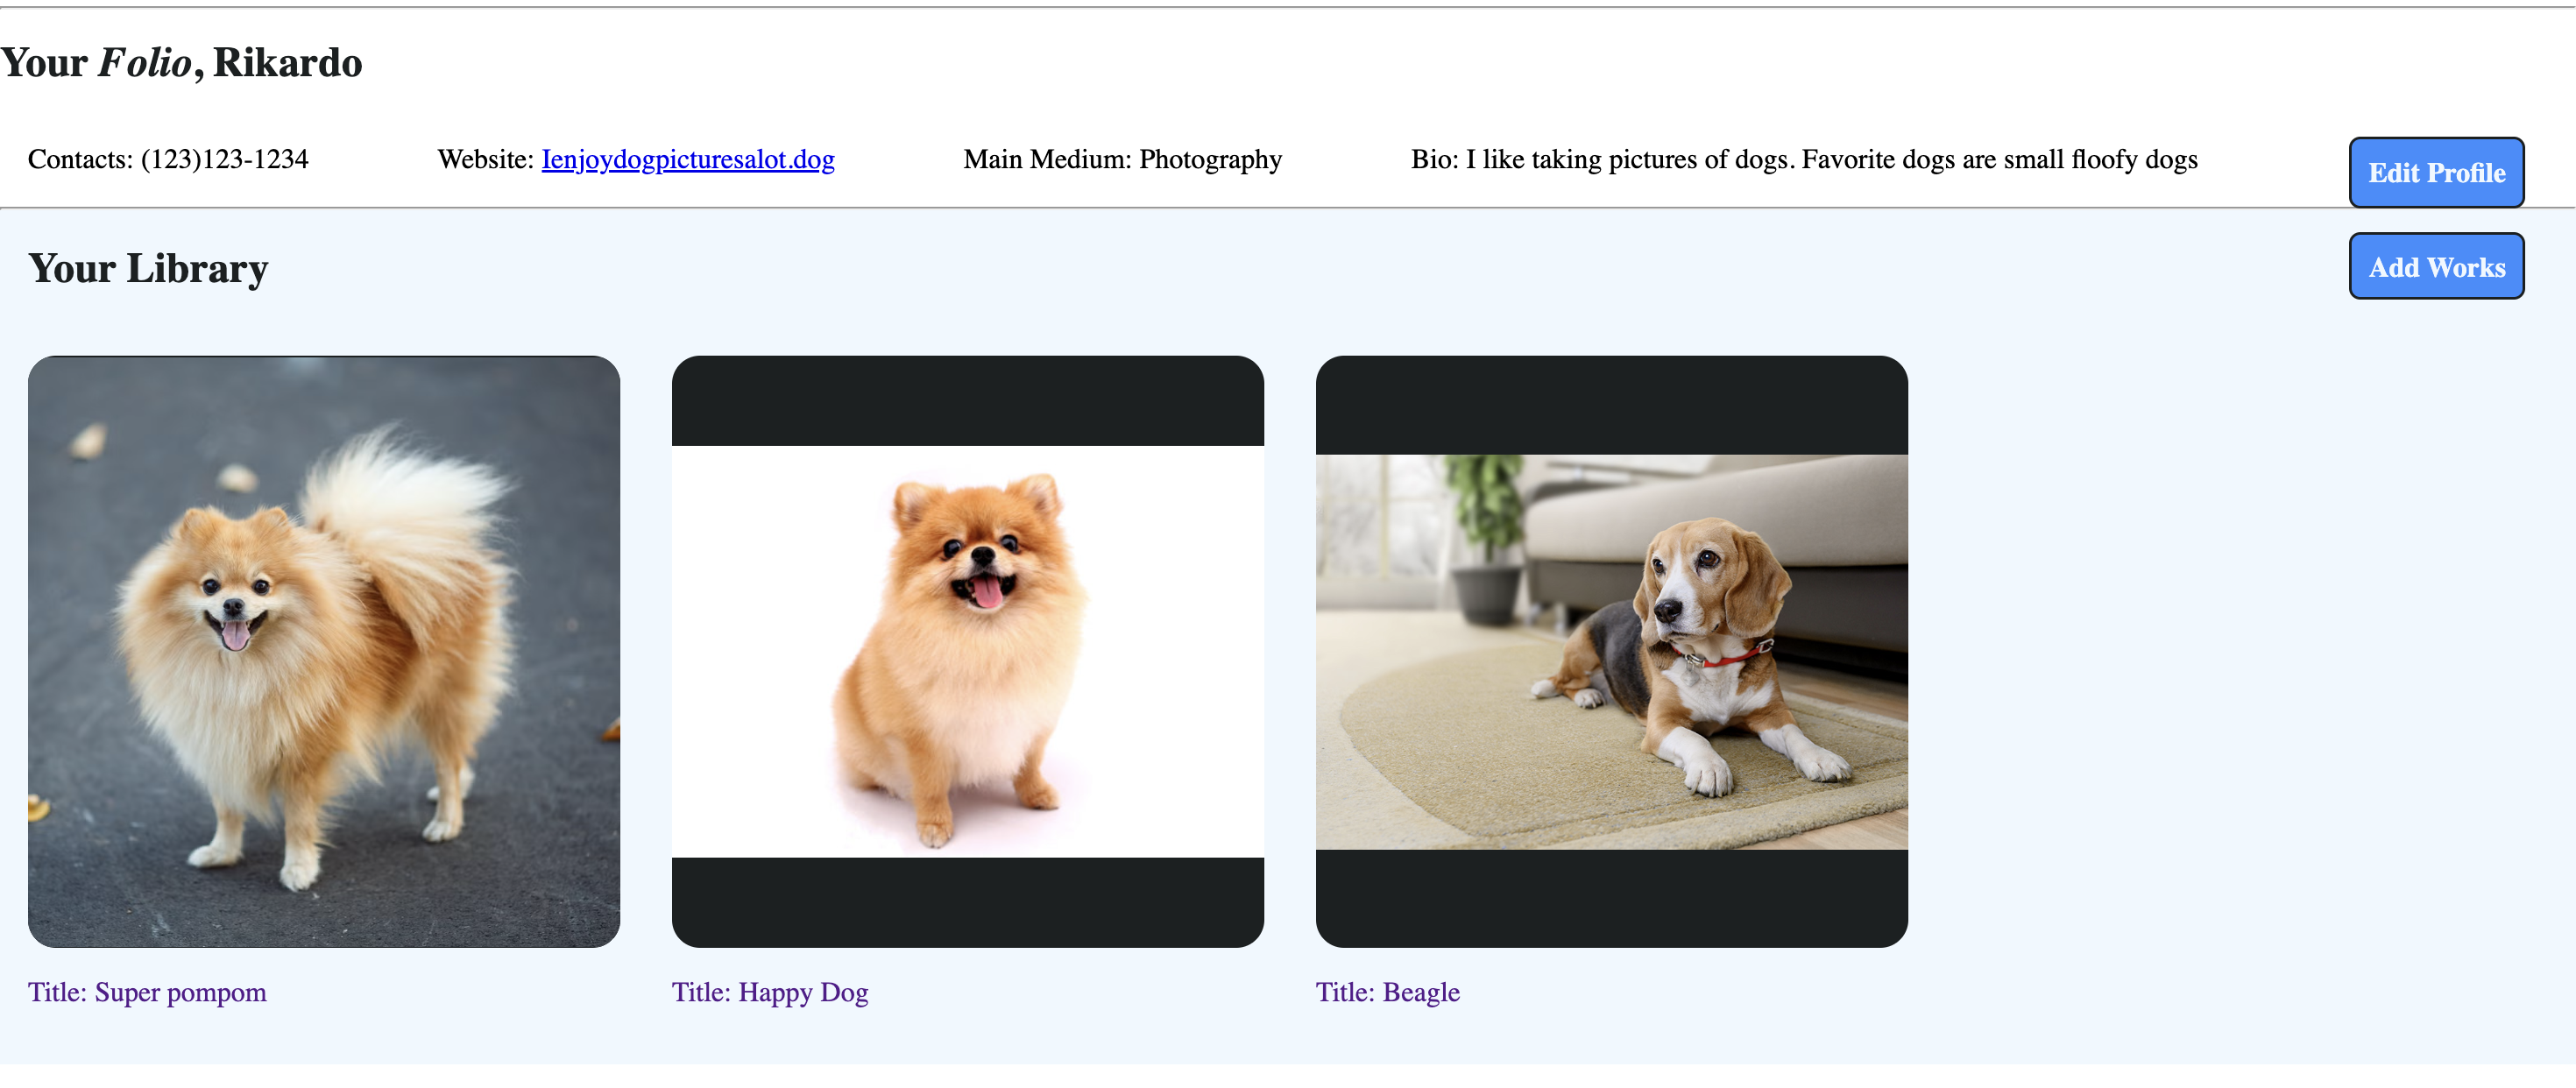 Your Folio, Rikardo
Contacts: (123)123-1234 Website: Ienjoydogpicturesalot.dog Main Medium: Photography Bio: I like taking pictures of dogs. Favorite dogs are small floofy dogs Edit Profile
Your Library Add Works
Title: Super pompom Title: Happy Dog Title: Beagle